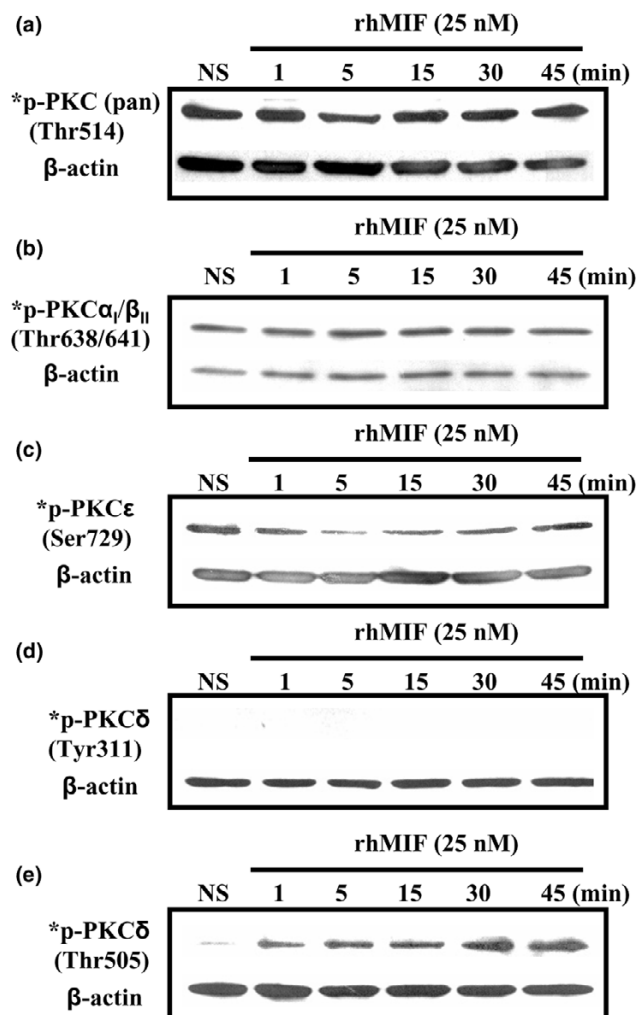 (a)
rhMIF (25 nM)
NS 1 5 15 30 45 (min)
*p-PKC (pan)
(Thr514)
β-actin
(b)
rhMIF (25 nM)
NS 1 5 15 30 45 (min)
*p-PKCαI/βII
(Thr638/641)
β-actin
(c)
rhMIF (25 nM)
NS 1 5 15 30 45 (min)
*p-PKCε
(Ser729)
β-actin
(d)
rhMIF (25 nM)
NS 1 5 15 30 45 (min)
*p-PKCδ
(Tyr311)
β-actin
(e)
rhMIF (25 nM)
NS 1 5 15 30 45 (min)
*p-PKCδ
(Thr505)
β-actin